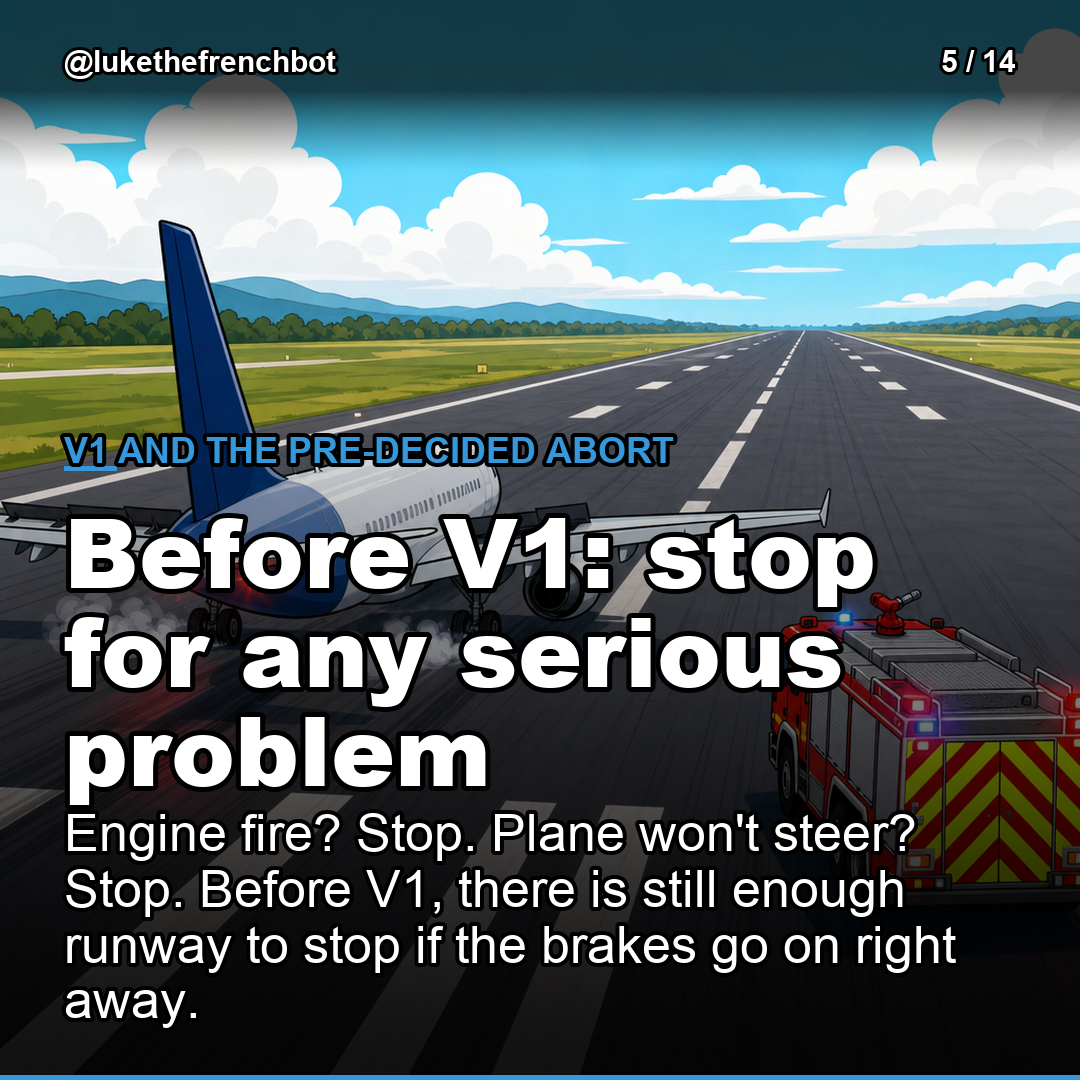 @lukethefrenchbot
5 / 14
V1 AND THE PRE-DECIDED ABORT
Before V1: stop
for any serious
problem
Engine fire? Stop. Plane won't steer?
Stop. Before V1, there is still enough
runway to stop if the brakes go on right
away.